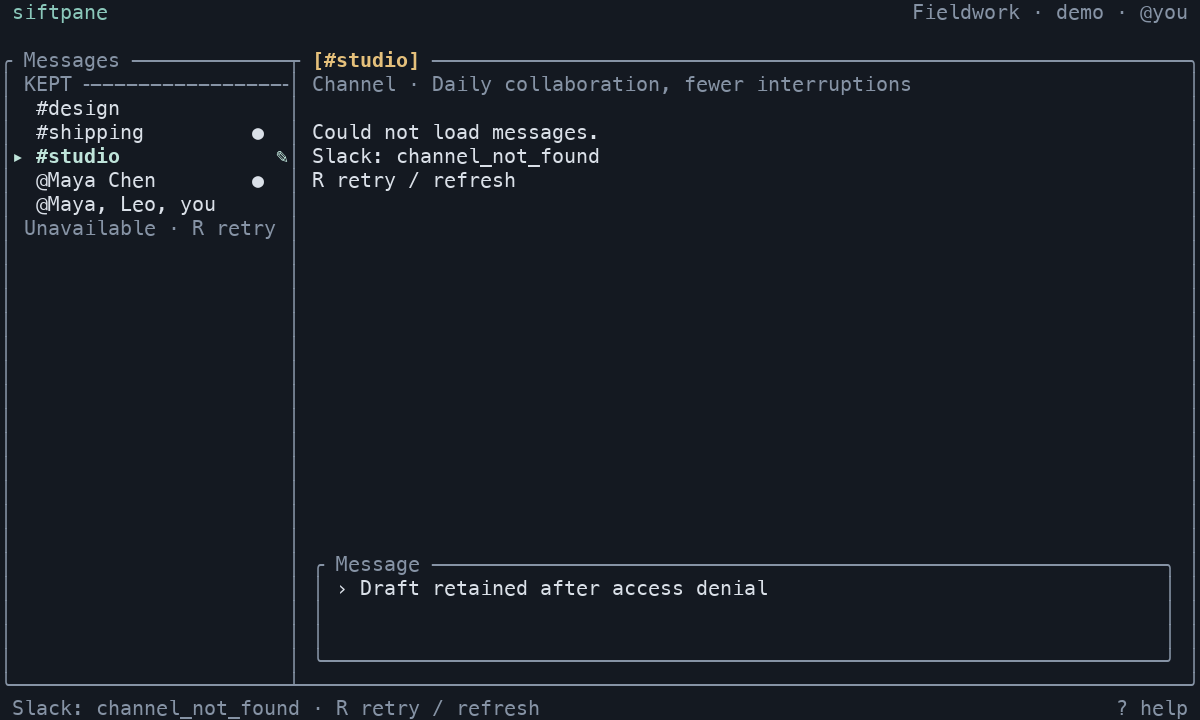 siftpane
Fieldwork · demo · @you
Messages
[#studio]
KEPT
Channel · Daily collaboration, fewer interruptions
#design
#shipping ●
Could not load messages.
▸ #studio ✎
Slack: channel_not_found
@Maya Chen ●
R retry / refresh
@Maya, Leo, you
Unavailable · R retry
Message
› Draft retained after access denial
Slack: channel_not_found · R retry / refresh
? help